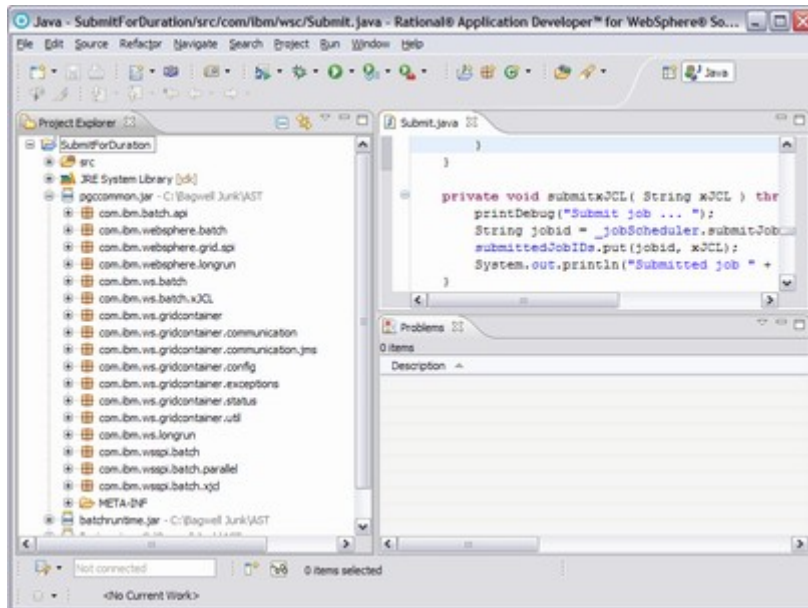 Java - SubmitForDuration/src/com/ibm/wsc/Submit.java - Rational® Application Developer™ for WebSphere® So...
File Edit Source Refactor Navigate Search Project Run Window Help
Java
Project Explorer
SubmitForDuration
src
JRE System Library [jdk]
pgccommon.jar - C:\Bagwell Junk\AST
com.ibm.batch.api
com.ibm.websphere.batch
com.ibm.websphere.grid.spi
com.ibm.websphere.longrun
com.ibm.ws.batch
com.ibm.ws.batch.xJCL
com.ibm.ws.gridcontainer
com.ibm.ws.gridcontainer.communication
com.ibm.ws.gridcontainer.communication.jms
com.ibm.ws.gridcontainer.config
com.ibm.ws.gridcontainer.exceptions
com.ibm.ws.gridcontainer.status
com.ibm.ws.gridcontainer.util
com.ibm.ws.longrun
com.ibm.wsspi.batch
com.ibm.wsspi.batch.parallel
com.ibm.wsspi.batch.xjcl
META-INF
batchruntime.jar - C:\Bagwell Junk\AST
Submit.java
}
}
private void submitxJCL( String xJCL ) thr
printDebug("Submit job ... ");
String jobid = _jobScheduler.submitJob
submittedJobIDs.put(jobid, xJCL);
System.out.println("Submitted job " +
}
Problems
0 items
Description
Not connected
0 items selected
<No Current Work>